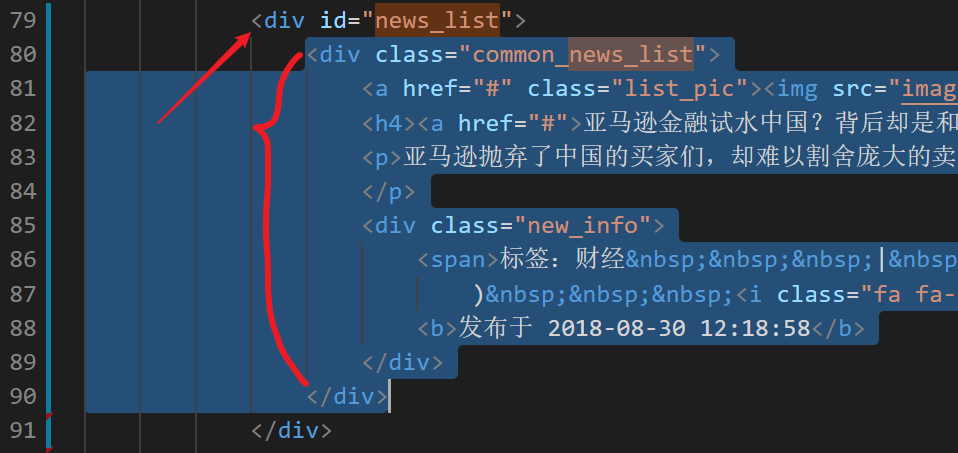 79 <div id="news_list">
80 <div class="common_news_list">
81 <a href="#" class="list_pic"><img src="imag
82 <h4><a href="#">亚马逊金融试水中国？背后却是和
83 <p>亚马逊抛弃了中国的买家们，却难以割舍庞大的卖
84 </p>
85 <div class="new_info">
86 <span>标签：财经&nbsp;&nbsp;&nbsp;|&nbsp
87 )&nbsp;&nbsp;&nbsp;<i class="fa fa-
88 <b>发布于 2018-08-30 12:18:58</b>
89 </div>
90 </div>
91 </div>